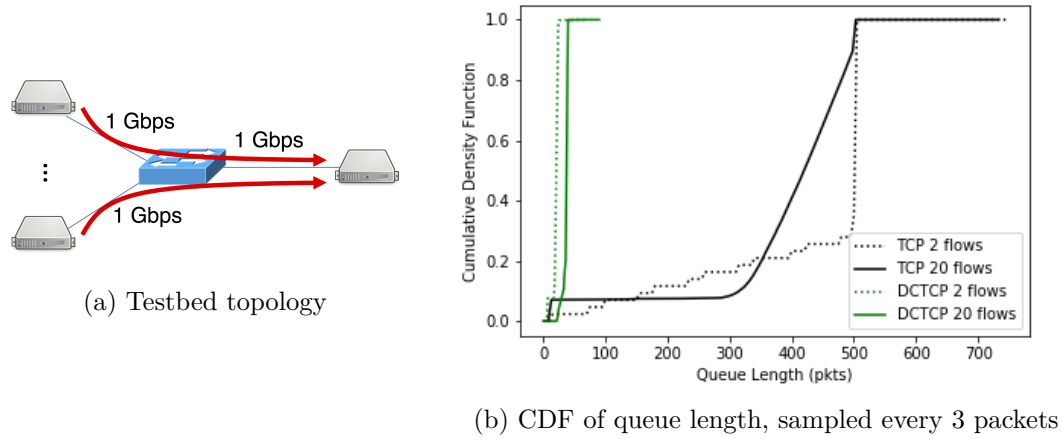 1 Gbps
1 Gbps
1 Gbps
...
(a) Testbed topology
Cumulative Density Function
1.0
0.8
0.6
0.4
0.2
0.0
0 100 200 300 400 500 600 700
Queue Length (pkts)
TCP 2 flows
TCP 20 flows
DCTCP 2 flows
DCTCP 20 flows
(b) CDF of queue length, sampled every 3 packets